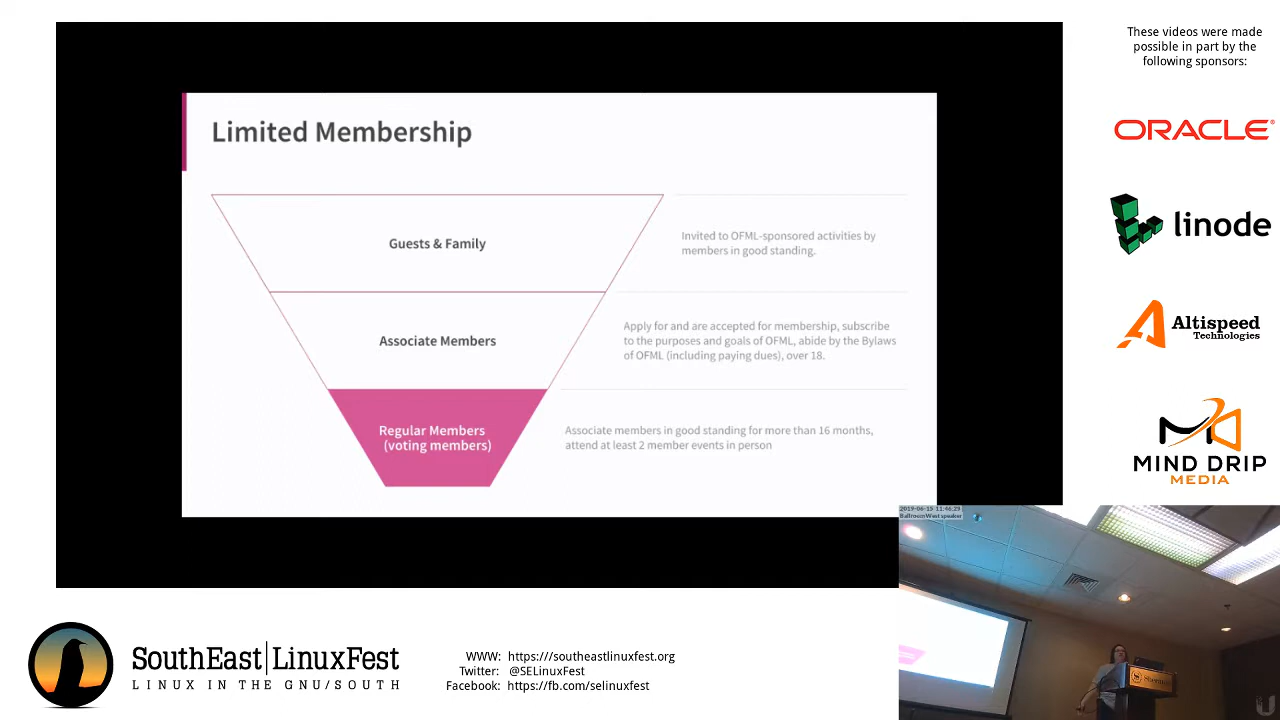 These videos were made
possible in part by the
following sponsors:
ORACLE®
linode
Altispeed
Technologies
MIND DRIP
MEDIA
Limited Membership
Guests & Family
Invited to OFML-sponsored activities by
members in good standing.
Associate Members
Apply for and are accepted for membership, subscribe
to the purposes and goals of OFML, abide by the Bylaws
of OFML (including paying dues), over 18.
Regular Members
(voting members)
Associate members in good standing for more than 16 months,
attend at least 2 member events in person
Ballroom West speaker
Sheraton
SouthEast LinuxFest
LINUX IN THE GNU/SOUTH
WWW: https:///southeastlinuxfest.org
Twitter: @SELinuxFest
Facebook: https://fb.com/selinuxfest